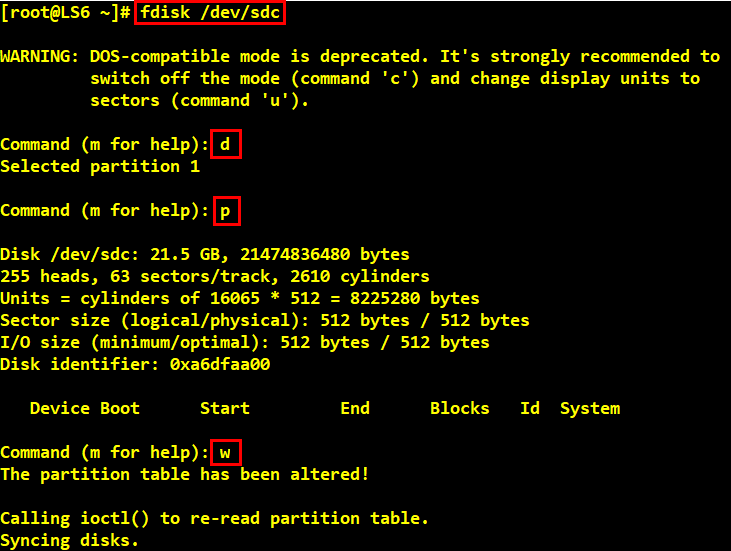 [root@LS6 ~]# fdisk /dev/sdc
WARNING: DOS-compatible mode is deprecated. It's strongly recommended to
switch off the mode (command 'c') and change display units to
sectors (command 'u').
Command (m for help): d
Selected partition 1
Command (m for help): p
Disk /dev/sdc: 21.5 GB, 21474836480 bytes
255 heads, 63 sectors/track, 2610 cylinders
Units = cylinders of 16065 * 512 = 8225280 bytes
Sector size (logical/physical): 512 bytes / 512 bytes
I/O size (minimum/optimal): 512 bytes / 512 bytes
Disk identifier: 0xa6dfaa00
Device Boot      Start         End      Blocks   Id  System
Command (m for help): w
The partition table has been altered!
Calling ioctl() to re-read partition table.
Syncing disks.